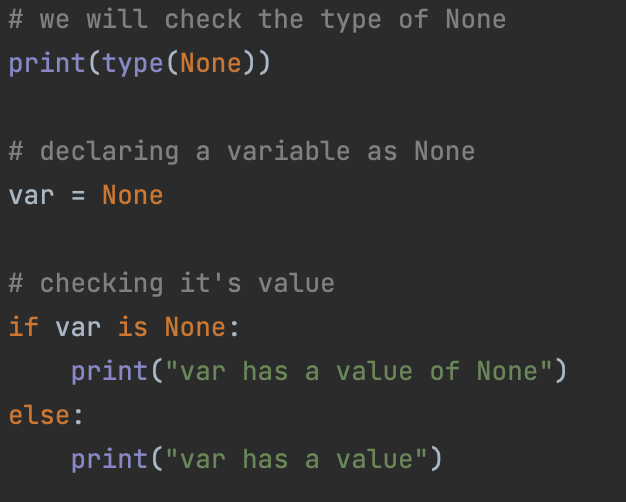 # we will check the type of None
print(type(None))

# declaring a variable as None
var = None

# checking it's value
if var is None:
    print("var has a value of None")
else:
    print("var has a value")